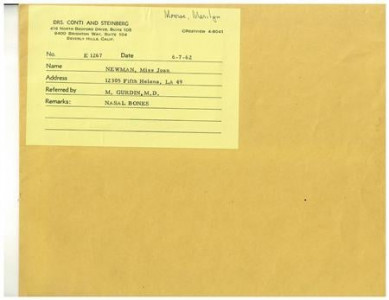 Monroe, Marilyn
DRS. CONTI AND STEINBERG
416 NORTH BEDFORD DRIVE, SUITE 105
BEVERLY HILLS, CALIF.
CRESTVIEW 4-8041
No. E 1267 Date 6-7-62
Name NEWMAN, Miss Joan
Address 12305 Fifth Helena, LA 49
Referred by M. GURDIN, M.D.
Remarks: NASAL BONES